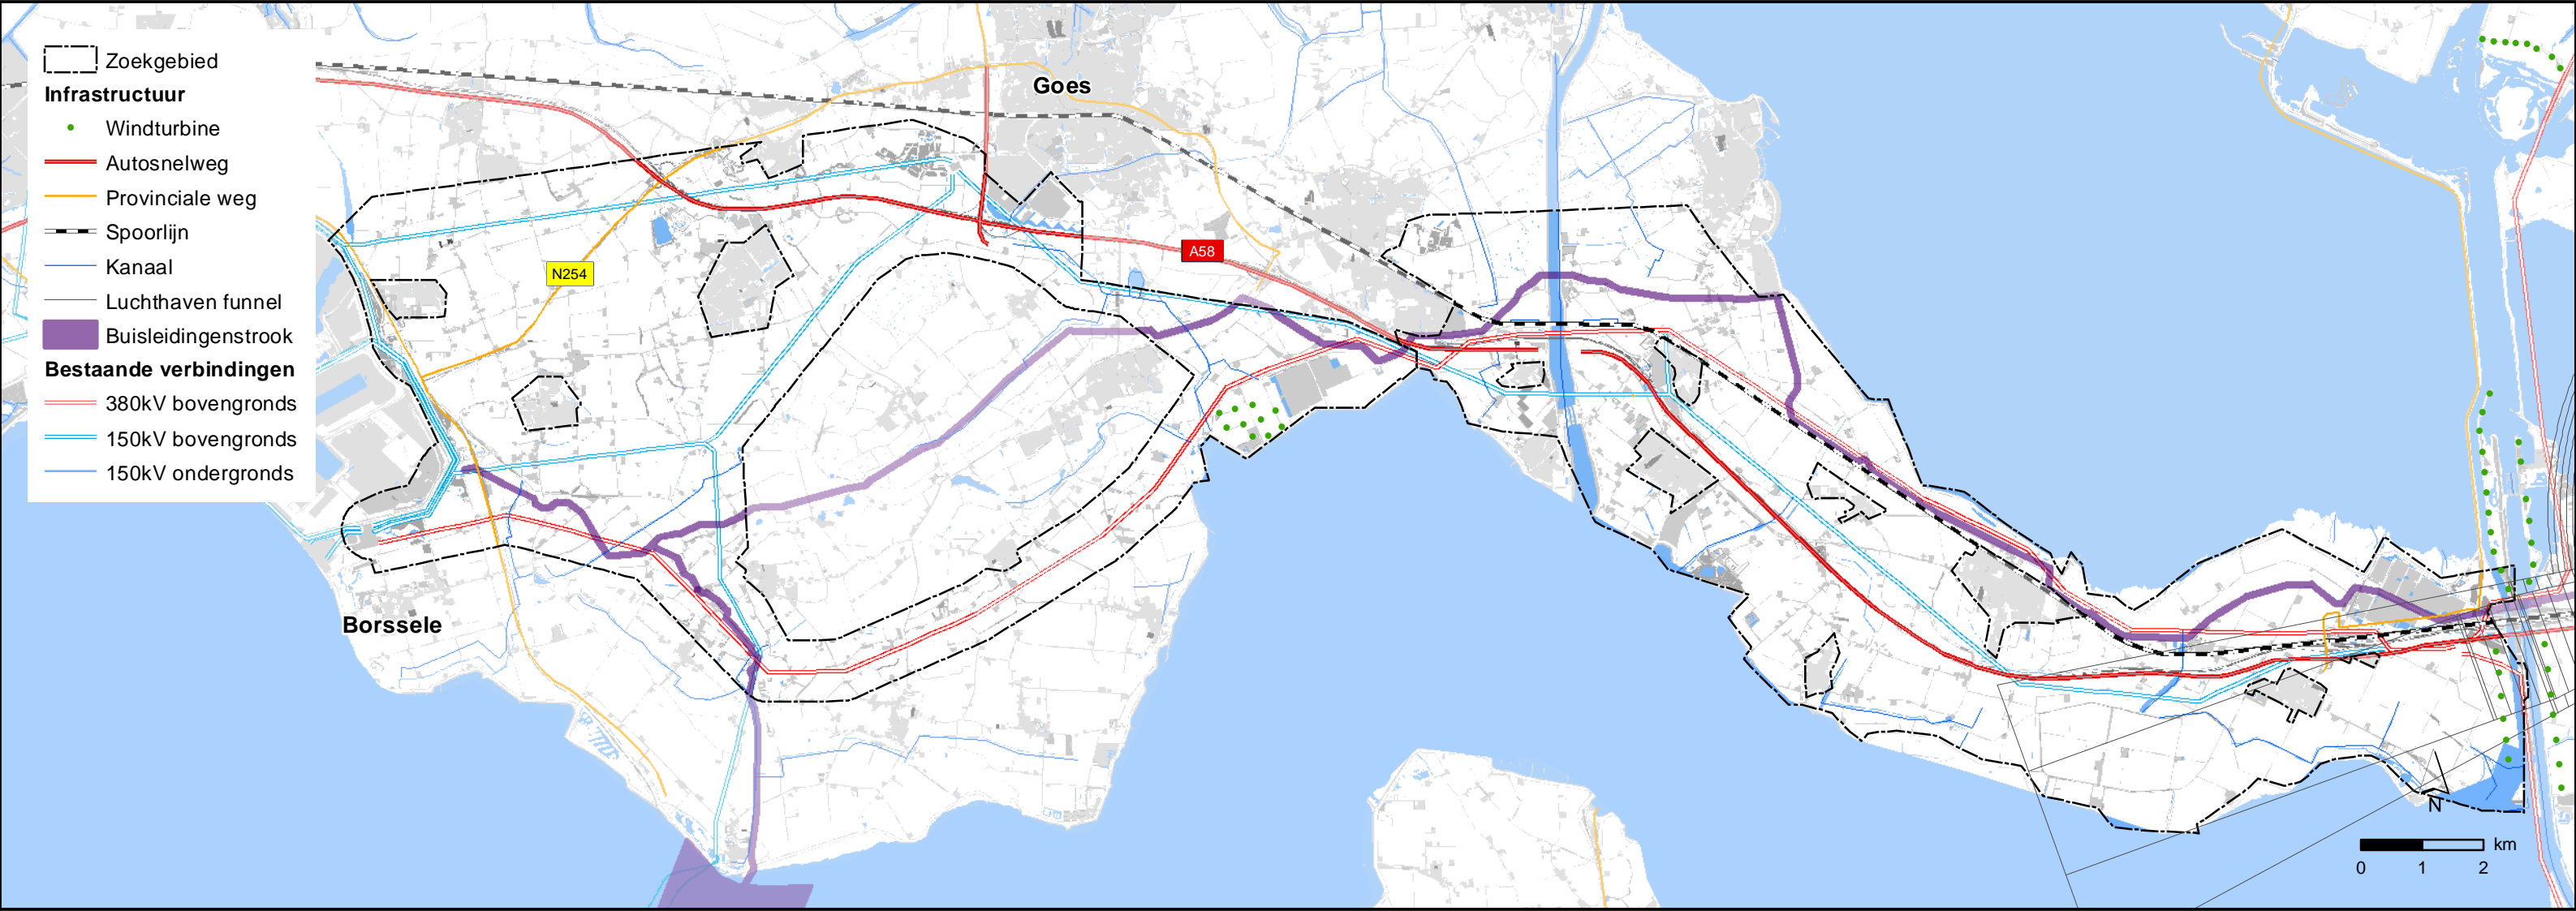 Zoekgebied
Infrastructuur
Windturbine
Autosnelweg
Provinciale weg
Spoorlijn
Kanaal
Luchthaven funnel
Buisleidingenstrook
Bestaande verbindingen
380kV bovengronds
150kV bovengronds
150kV ondergronds
Goes
A58
N254
Borssele
N
km
0 1 2